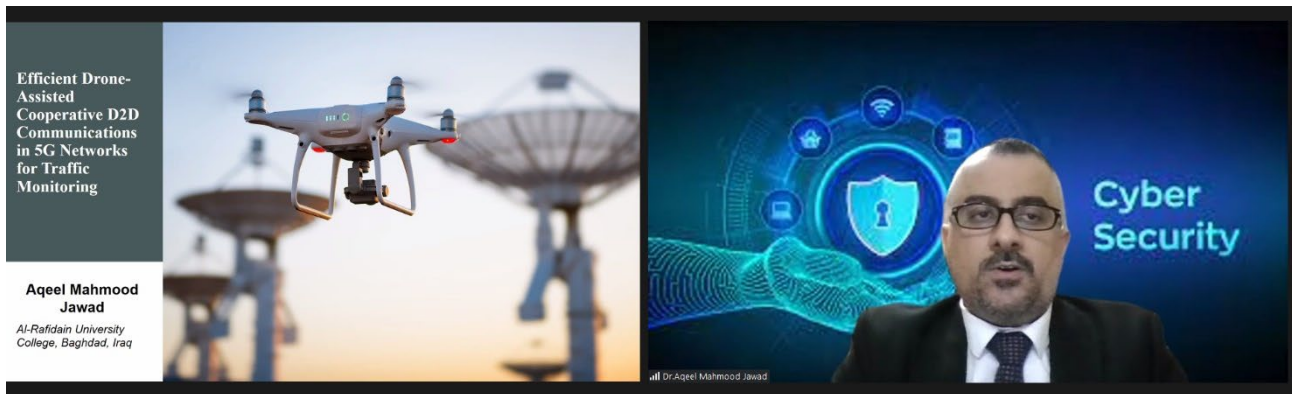 Efficient Drone-
Assisted
Cooperative D2D
Communications
in 5G Networks
for Traffic
Monitoring
Aqeel Mahmood
Jawad
Al-Rafidain University
College, Baghdad, Iraq
Cyber
Security
Dr.Aqeel Mahmood Jawad